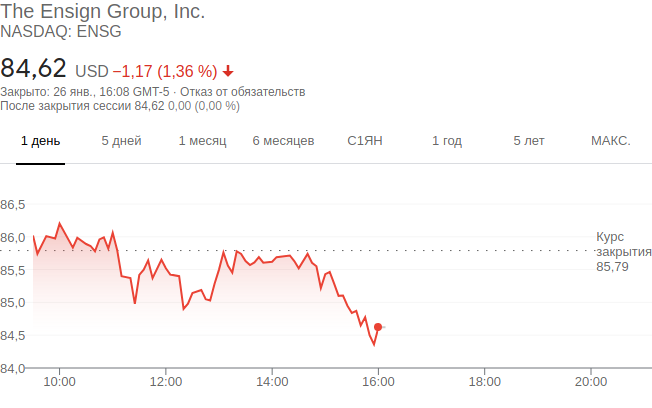 The Ensign Group, Inc.
NASDAQ: ENSG
84,62 USD −1,17 (1,36 %)
Закрыто: 26 янв., 16:08 GMT-5 · Отказ от обязательств
После закрытия сессии 84,62 0,00 (0,00 %)
1 день 5 дней 1 месяц 6 месяцев С1ЯН 1 год 5 лет МАКС.
86,5
86,0
Курс
закрытия
85,79
85,5
85,0
84,5
84,0
10:00 12:00 14:00 16:00 18:00 20:00